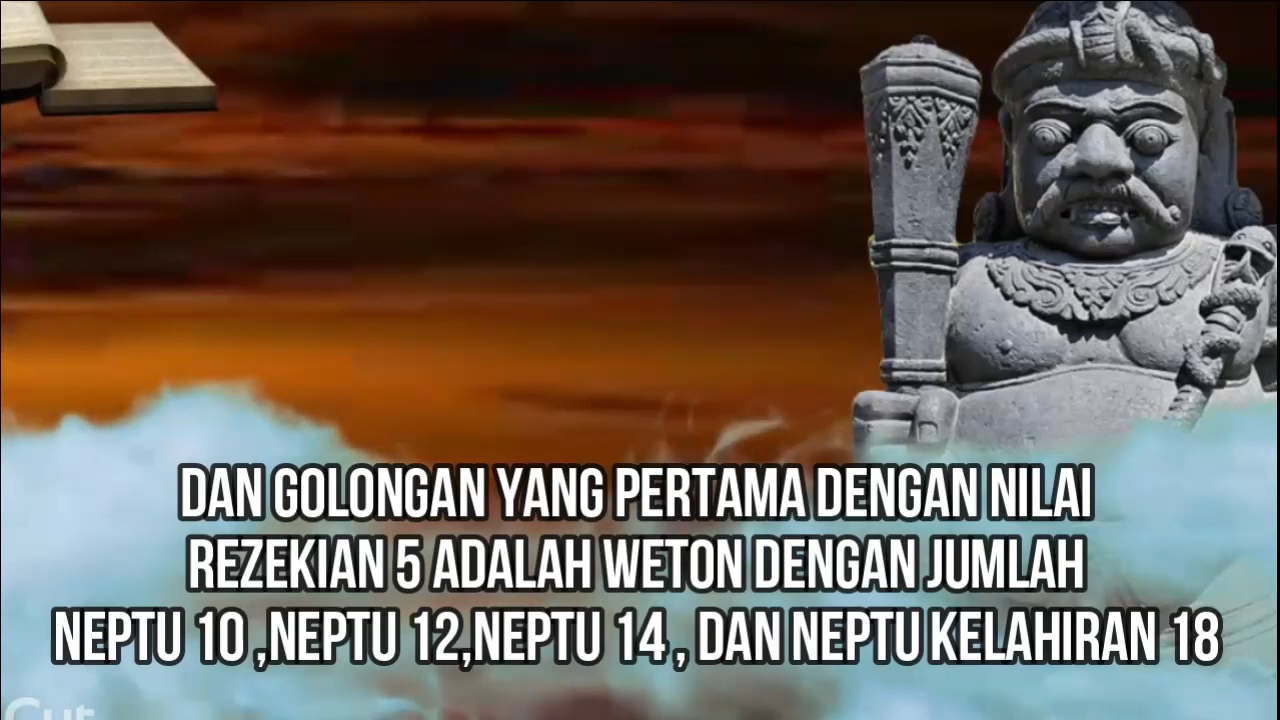 DAN GOLONGAN YANG PERTAMA DENGAN NILAI
REZEKIAN 5 ADALAH WETON DENGAN JUMLAH
NEPTU 10 ,NEPTU 12,NEPTU 14 , DAN NEPTU KELAHIRAN 18